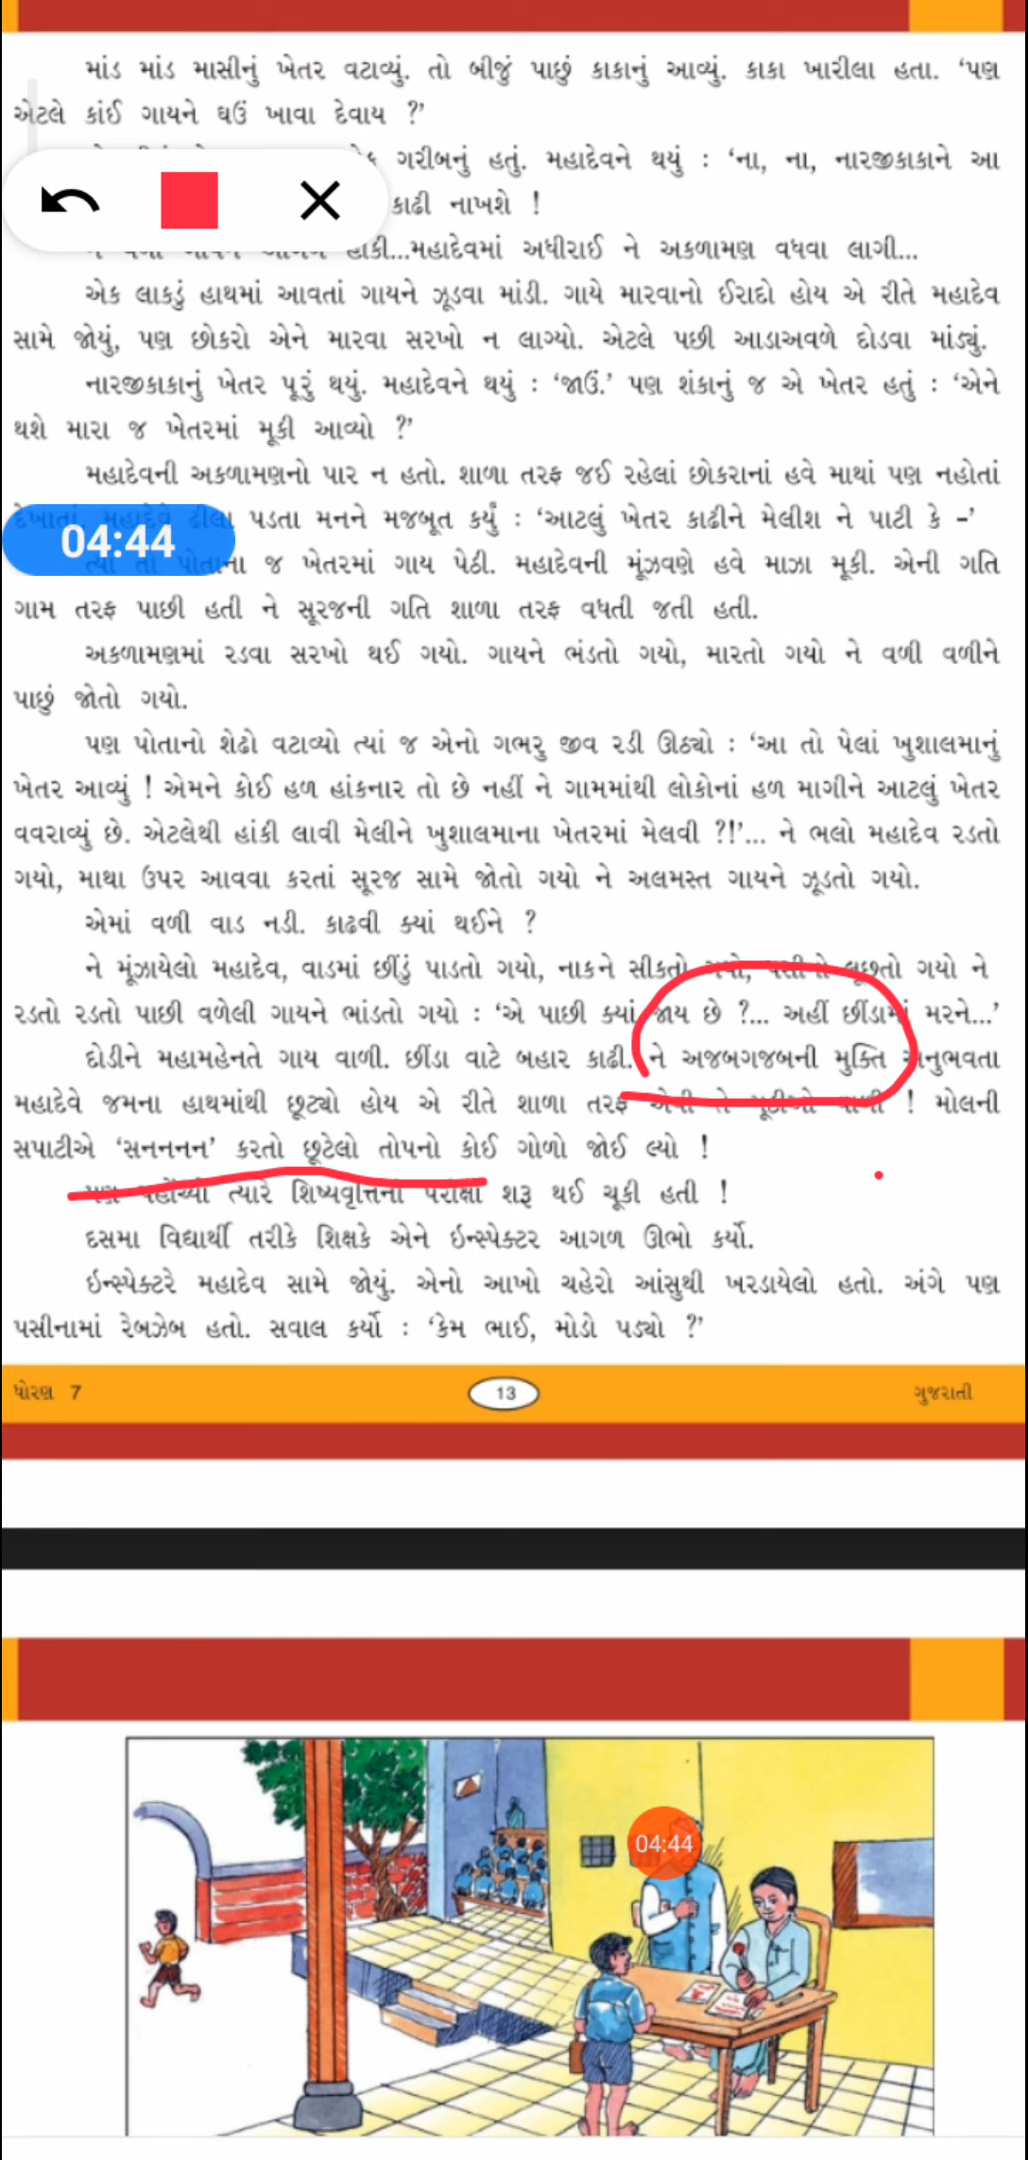 માંડ માંડ માસીનું ખેતર વટાવ્યું. તો બીજું પાછું કાકાનું આવ્યું. કાકા ખારીલા હતા. ‘પણ
એટલે કાંઈ ગાયને ઘઉં ખાવા દેવાય ?’
ગરીબનું હતું. મહાદેવને થયું : ‘ના, ના, નારજીકાકાને આ
કાઢી નાખશે !
હાકી...મહાદેવમાં અધીરાઈ ને અકળામણ વધવા લાગી...
એક લાકડું હાથમાં આવતાં ગાયને ઝૂડવા માંડી. ગાયે મારવાનો ઈરાદો હોય એ રીતે મહાદેવ
સામે જોયું, પણ છોકરો એને મારવા સરખો ન લાગ્યો. એટલે પછી આડાઅવળે દોડવા માંડ્યું.
નારજીકાકાનું ખેતર પૂરું થયું. મહાદેવને થયું : ‘જાઉં.’ પણ શંકાનું જ એ ખેતર હતું : ‘એને
થશે મારા જ ખેતરમાં મૂકી આવ્યો ?’
મહાદેવની અકળામણનો પાર ન હતો. શાળા તરફ જઈ રહેલાં છોકરાનાં હવે માથાં પણ નહોતાં
દેખાતાં. મહાદેવે ઢીલા પડતા મનને મજબૂત કર્યું : ‘આટલું ખેતર કાઢીને મેલીશ ને પાટી કે –’
04:44
ત્યાં તો પોતાના જ ખેતરમાં ગાય પેઠી. મહાદેવની મૂંઝવણે હવે માઝા મૂકી. એની ગતિ
ગામ તરફ પાછી હતી ને સૂરજની ગતિ શાળા તરફ વધતી જતી હતી.
અકળામણમાં રડવા સરખો થઈ ગયો. ગાયને ભંડતો ગયો, મારતો ગયો ને વળી વળીને
પાછું જોતો ગયો.
પણ પોતાનો શેઢો વટાવ્યો ત્યાં જ એનો ગભરુ જીવ રડી ઊઠ્યો : ‘આ તો પેલાં ખુશાલમાનું
ખેતર આવ્યું ! એમને કોઈ હળ હાંકનાર તો છે નહીં ને ગામમાંથી લોકોનાં હળ માગીને આટલું ખેતર
વવરાવ્યું છે. એટલેથી હાંકી લાવી મેલીને ખુશાલમાના ખેતરમાં મેલવી ?!’... ને ભલો મહાદેવ રડતો
ગયો, માથા ઉપર આવવા કરતાં સૂરજ સામે જોતો ગયો ને અલમસ્ત ગાયને ઝૂડતો ગયો.
એમાં વળી વાડ નડી. કાઢવી ક્યાં થઈને ?
ને મૂંઝાયેલો મહાદેવ, વાડમાં છીંડું પાડતો ગયો, નાકને સીકતો ગયો, પસીનો લૂછતો ગયો ને
રડતો રડતો પાછી વળેલી ગાયને ભાંડતો ગયો : ‘એ પાછી ક્યાં જાય છે ?... અહીં છીંડામાં મરને...’
દોડીને મહામહેનતે ગાય વાળી. છીંડા વાટે બહાર કાઢી. ને અજબગજબની મુક્તિ અનુભવતા
મહાદેવે જમના હાથમાંથી છૂટ્યો હોય એ રીતે શાળા તરફ એવી તે મૂઠીઓ વાળી ! મોલની
સપાટીએ ‘સનનનન’ કરતો છૂટેલો તોપનો કોઈ ગોળો જોઈ લ્યો !
પણ પહોંચ્યો ત્યારે શિષ્યવૃત્તિની પરીક્ષા શરૂ થઈ ચૂકી હતી !
દસમા વિદ્યાર્થી તરીકે શિક્ષકે એને ઇન્સ્પેક્ટર આગળ ઊભો કર્યો.
ઇન્સ્પેક્ટરે મહાદેવ સામે જોયું. એનો આખો ચહેરો આંસુથી ખરડાયેલો હતો. અંગે પણ
પસીનામાં રેબઝેબ હતો. સવાલ કર્યો : ‘કેમ ભાઈ, મોડો પડ્યો ?’
ધોરણ 7
13
ગુજરાતી
04:44